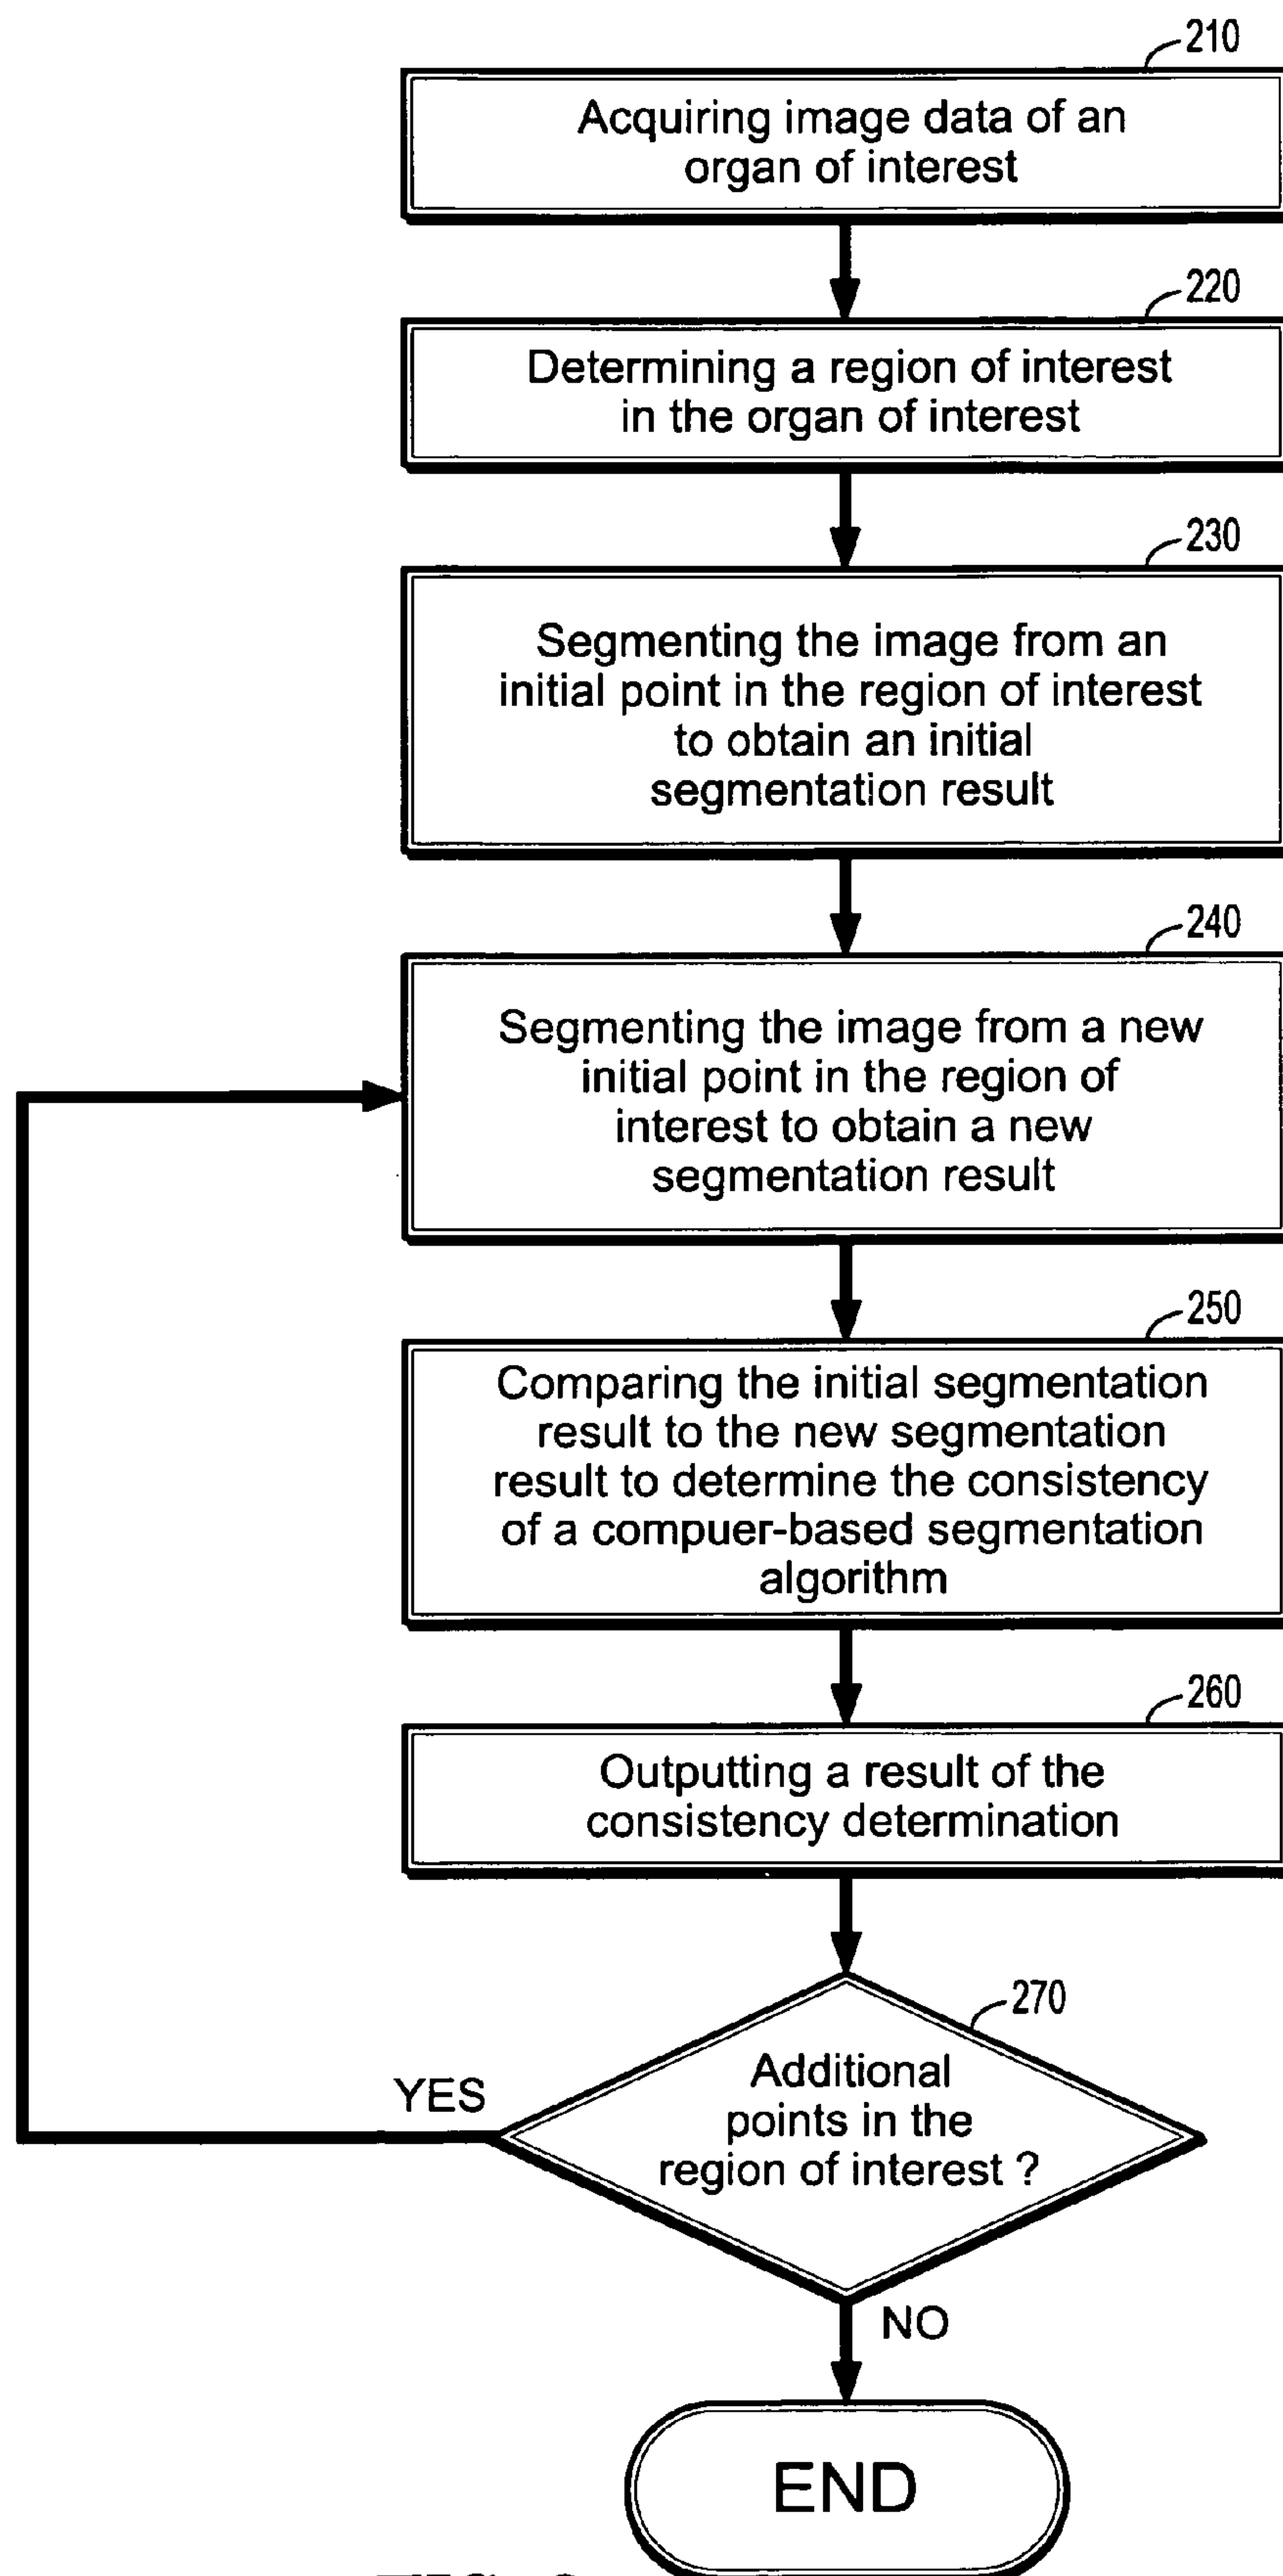 210
Acquiring image data of an
organ of interest
220
Determining a region of interest
in the organ of interest
230
Segmenting the image from an
initial point in the region of interest
to obtain an initial
segmentation result
240
Segmenting the image from a new
initial point in the region of
interest to obtain a new
segmentation result
250
Comparing the initial segmentation
result to the new segmentation
result to determine the consistency
of a compuer-based segmentation
algorithm
260
Outputting a result of the
consistency determination
270
Additional
points in the
region of interest ?
YES
NO
END